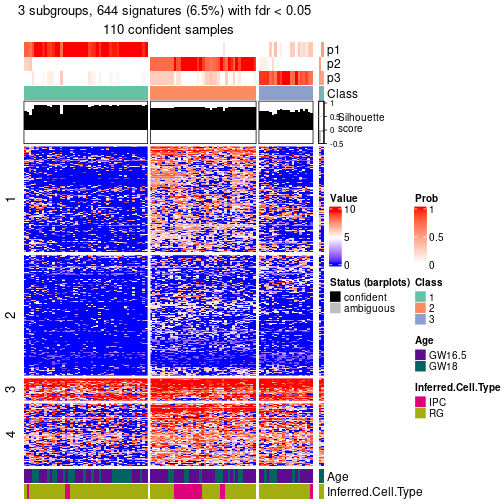 3 subgroups, 644 signatures (6.5%) with fdr < 0.05
110 confident samples
p1
p2
p3
Class
1
0.5
0
-0.5
Silhouette
score
1
2
3
4
Age
Inferred.Cell.Type
Value
10
5
0
Prob
1
0.5
0
Status (barplots)
confident
ambiguous
Class
1
2
3
Age
GW16.5
GW18
Inferred.Cell.Type
IPC
RG